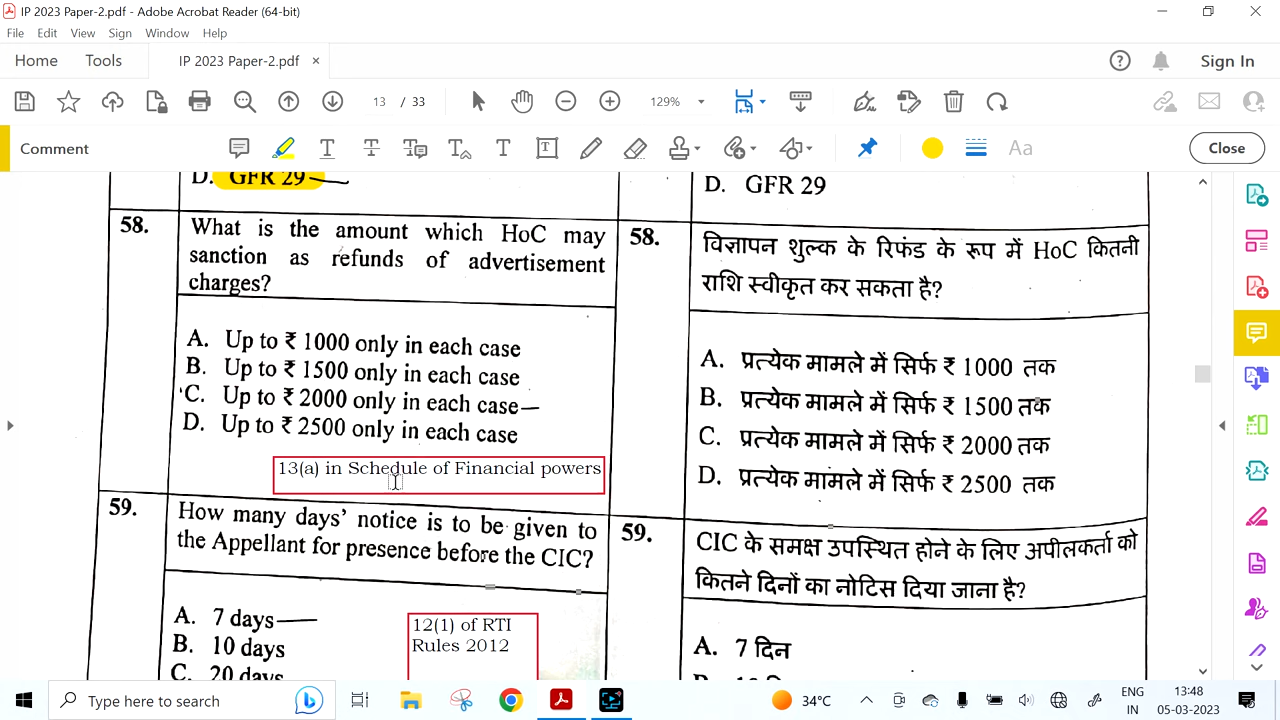 IP 2023 Paper-2.pdf - Adobe Acrobat Reader (64-bit)
File Edit View Sign Window Help
Home Tools IP 2023 Paper-2.pdf × Sign In
13 / 33 129%
Comment Aa Close
D. GFR 29
58. What is the amount which HoC may
sanction as refunds of advertisement
charges?
A. Up to ₹ 1000 only in each case
B. Up to ₹ 1500 only in each case
C. Up to ₹ 2000 only in each case
D. Up to ₹ 2500 only in each case
13(a) in Schedule of Financial powers
59. How many days' notice is to be given to
the Appellant for presence before the CIC?
A. 7 days
B. 10 days
C. 20 days
12(1) of RTI
Rules 2012
D. GFR 29
58. विज्ञापन शुल्क के रिफंड के रूप में HoC कितनी
राशि स्वीकृत कर सकता है?
A. प्रत्येक मामले में सिर्फ ₹ 1000 तक
B. प्रत्येक मामले में सिर्फ ₹ 1500 तक
C. प्रत्येक मामले में सिर्फ ₹ 2000 तक
D. प्रत्येक मामले में सिर्फ ₹ 2500 तक
59. CIC के समक्ष उपस्थित होने के लिए अपीलकर्ता को
कितने दिनों का नोटिस दिया जाना है?
A. 7 दिन
Type here to search 34°C ENG IN 13:48 05-03-2023